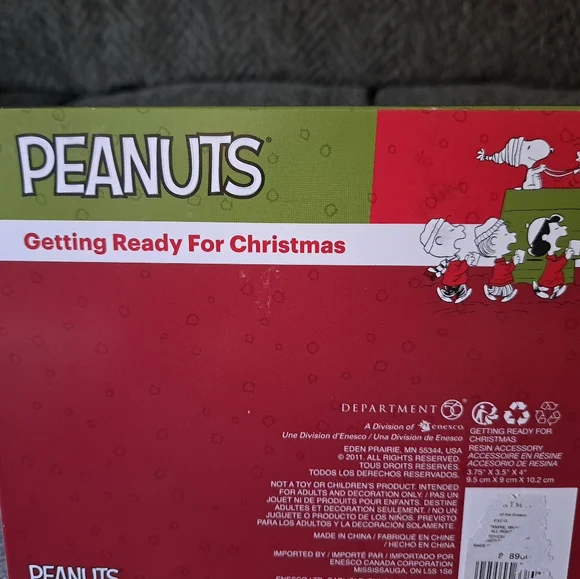 PEANUTS
Getting Ready For Christmas
DEPARTMENT 56
A Division of enesco.
Une Division d'Enesco / Una División de Enesco
EDEN PRAIRIE, MN 55344, USA
© 2011. ALL RIGHTS RESERVED.
TOUS DROITS RÉSERVÉS.
TODOS LOS DERECHOS RESERVADOS.
GETTING READY FOR
CHRISTMAS
RESIN ACCESSORY
ACCESSOIRE EN RÉSINE
ACCESORIO DE RESINA
3.75" X 3.5" X 4"
9.5 cm X 9 cm X 10.2 cm
NOT A TOY OR CHILDREN'S PRODUCT. INTENDED
FOR ADULTS AND DECORATION ONLY. / PAS UN
JOUET NI DE PRODUITS POUR ENFANTS. DESTINÉ
ADULTES ET DECORATION SEULEMENT. / NO UN
JUGUETE O PRODUCTO DE LOS NIÑOS. PREVISTO
PARA LOS ADULTOS Y LA DECORACIÓN SOLAMENTE.
MADE IN CHINA / FABRIQUÉ EN CHINE
/ HECHO EN CHINA
IMPORTED BY / IMPORTÉ PAR / IMPORTADO POR
ENESCO CANADA CORPORATION
MISSISSAUGA, ON L5S 1S6
PEANUTS